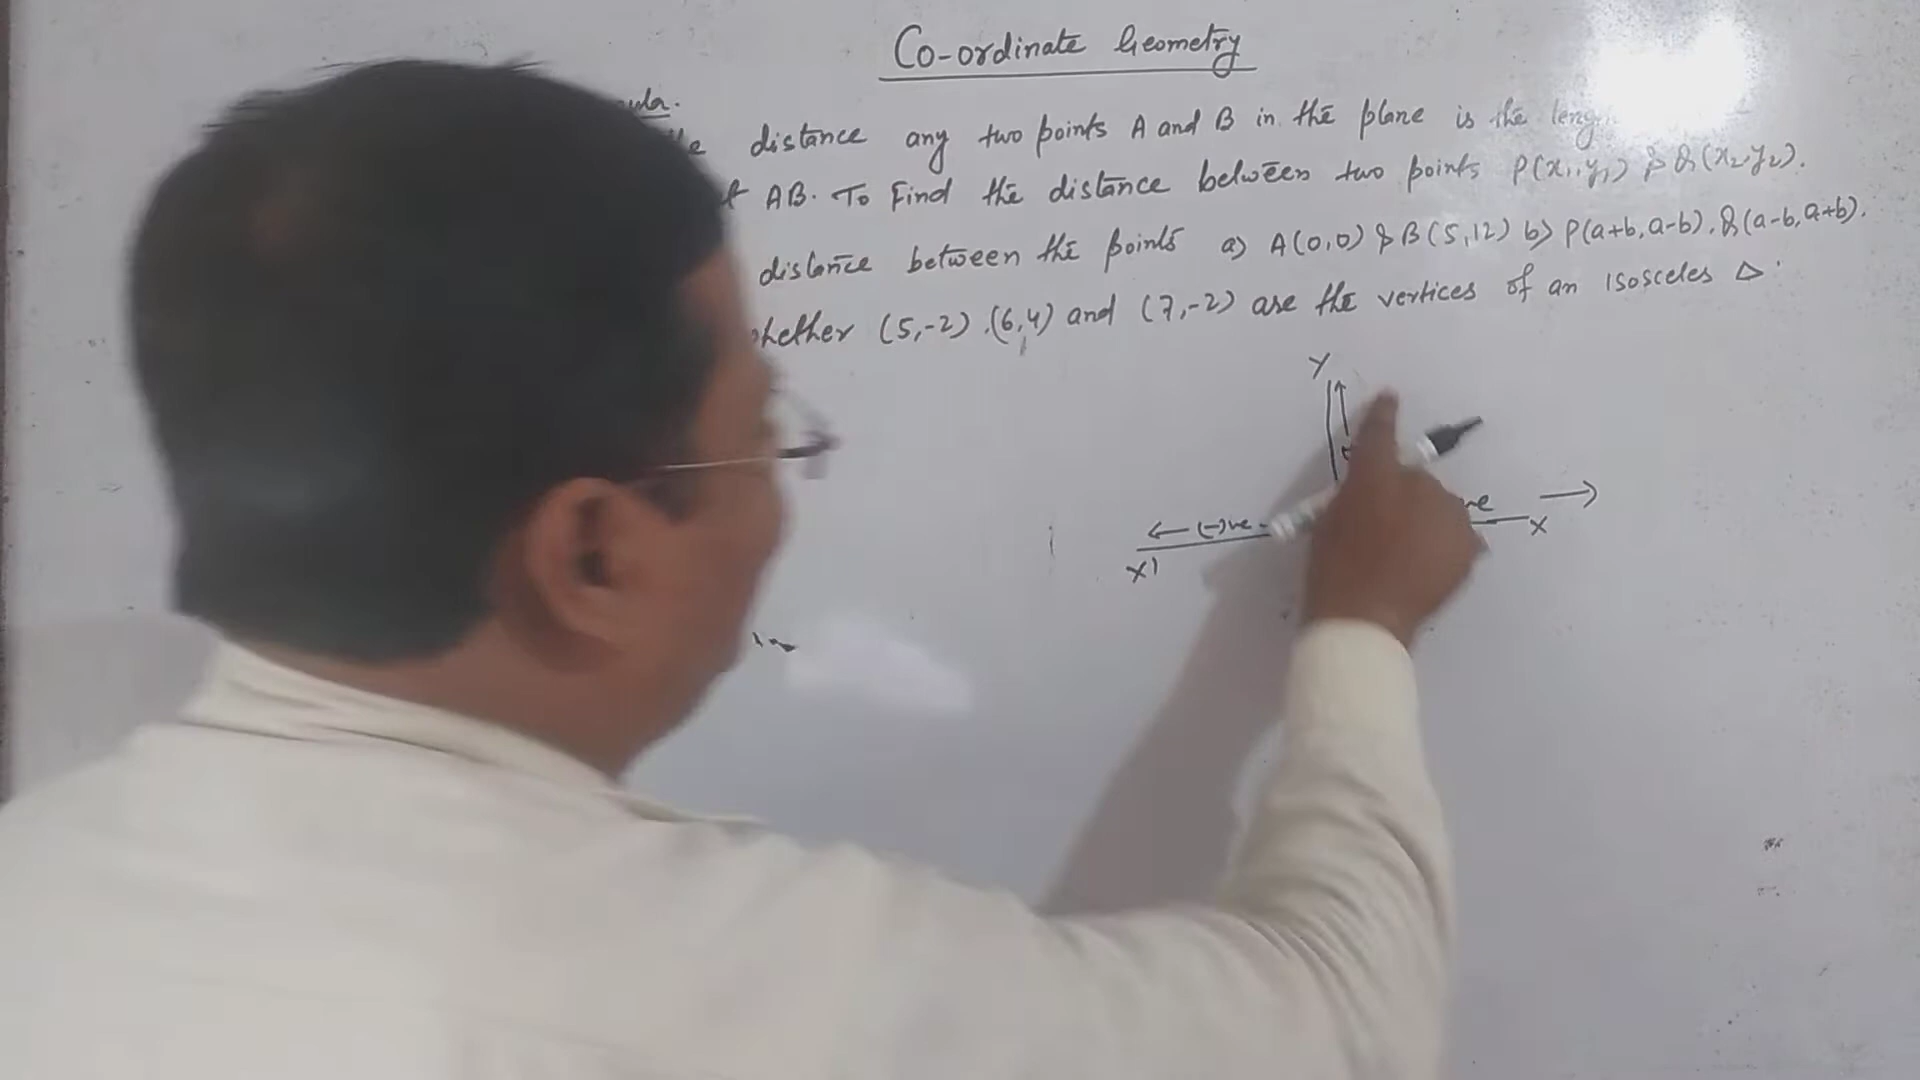 Co-ordinate Geometry
distance any two points A and B in the plane is the
AB. To Find the distance between two points P(x₁,y₁) & Q(x₂,y₂).
distance between the points a) A(0,0) & B(5,12) b) P(a+b,a-b), Q(a-b,a+b).
(5,-2), (6,4) and (7,-2) are the vertices of an isosceles Δ.
Y
← (-)ve
ve →
X' X